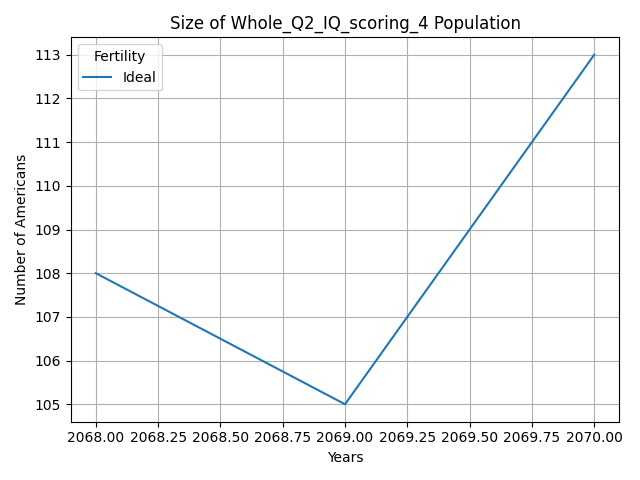 Size of Whole_Q2_IQ_scoring_4 Population
Fertility
Ideal
Number of Americans
113
112
111
110
109
108
107
106
105
2068.00 2068.25 2068.50 2068.75 2069.00 2069.25 2069.50 2069.75 2070.00
Years